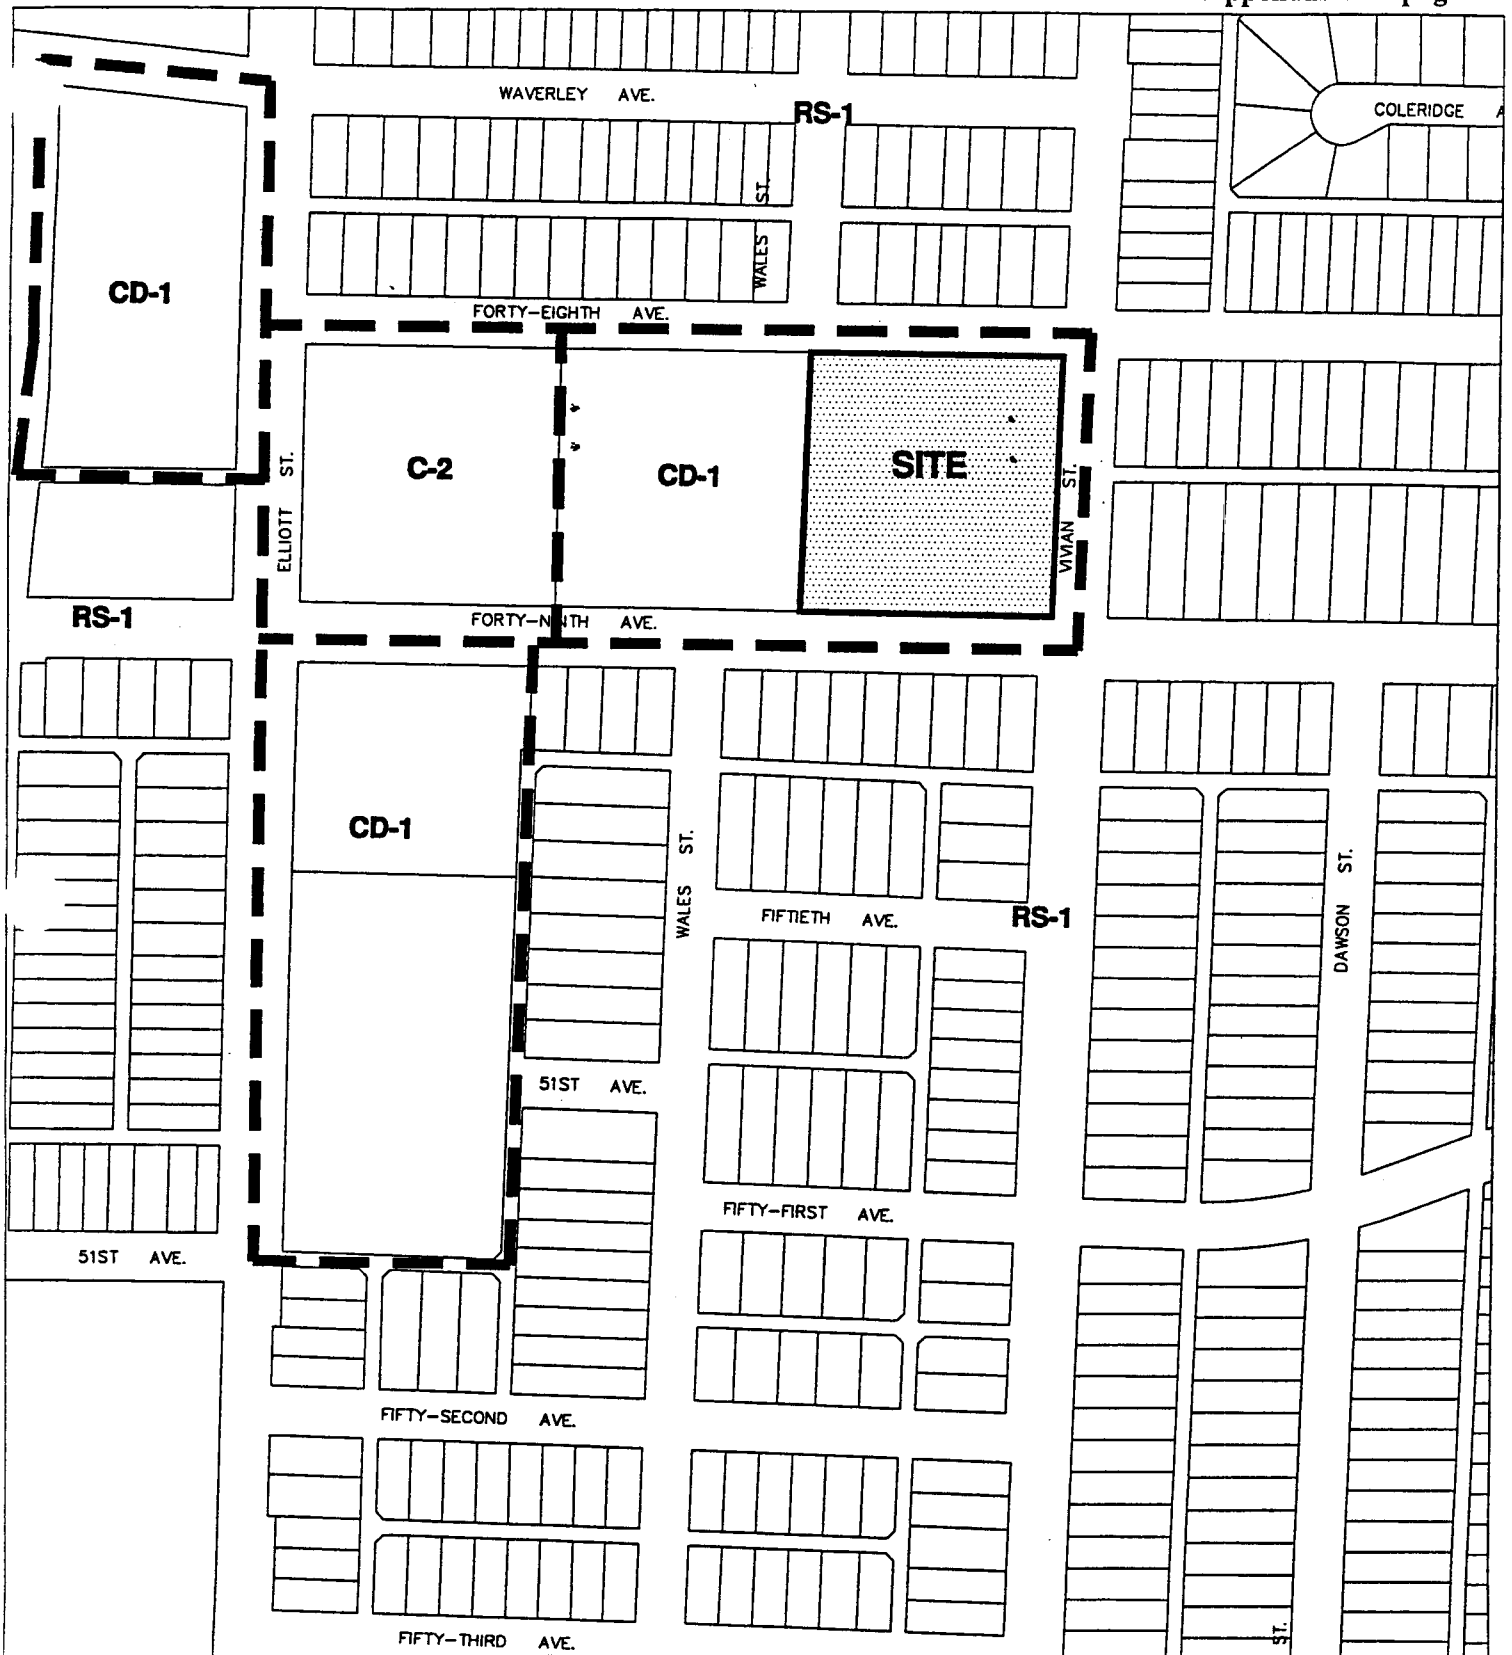 WAVERLEY AVE.
RS-1
COLERIDGE A
WALES ST.
CD-1
FORTY-EIGHTH AVE.
ELLIOTT ST.
C-2
CD-1
SITE
VIVIAN ST.
RS-1
FORTY-NINTH AVE.
CD-1
WALES ST.
DAWSON ST.
FIFTIETH AVE.
RS-1
51ST AVE.
FIFTY-FIRST AVE.
51ST AVE.
FIFTY-SECOND AVE.
FIFTY-THIRD AVE.
ST.